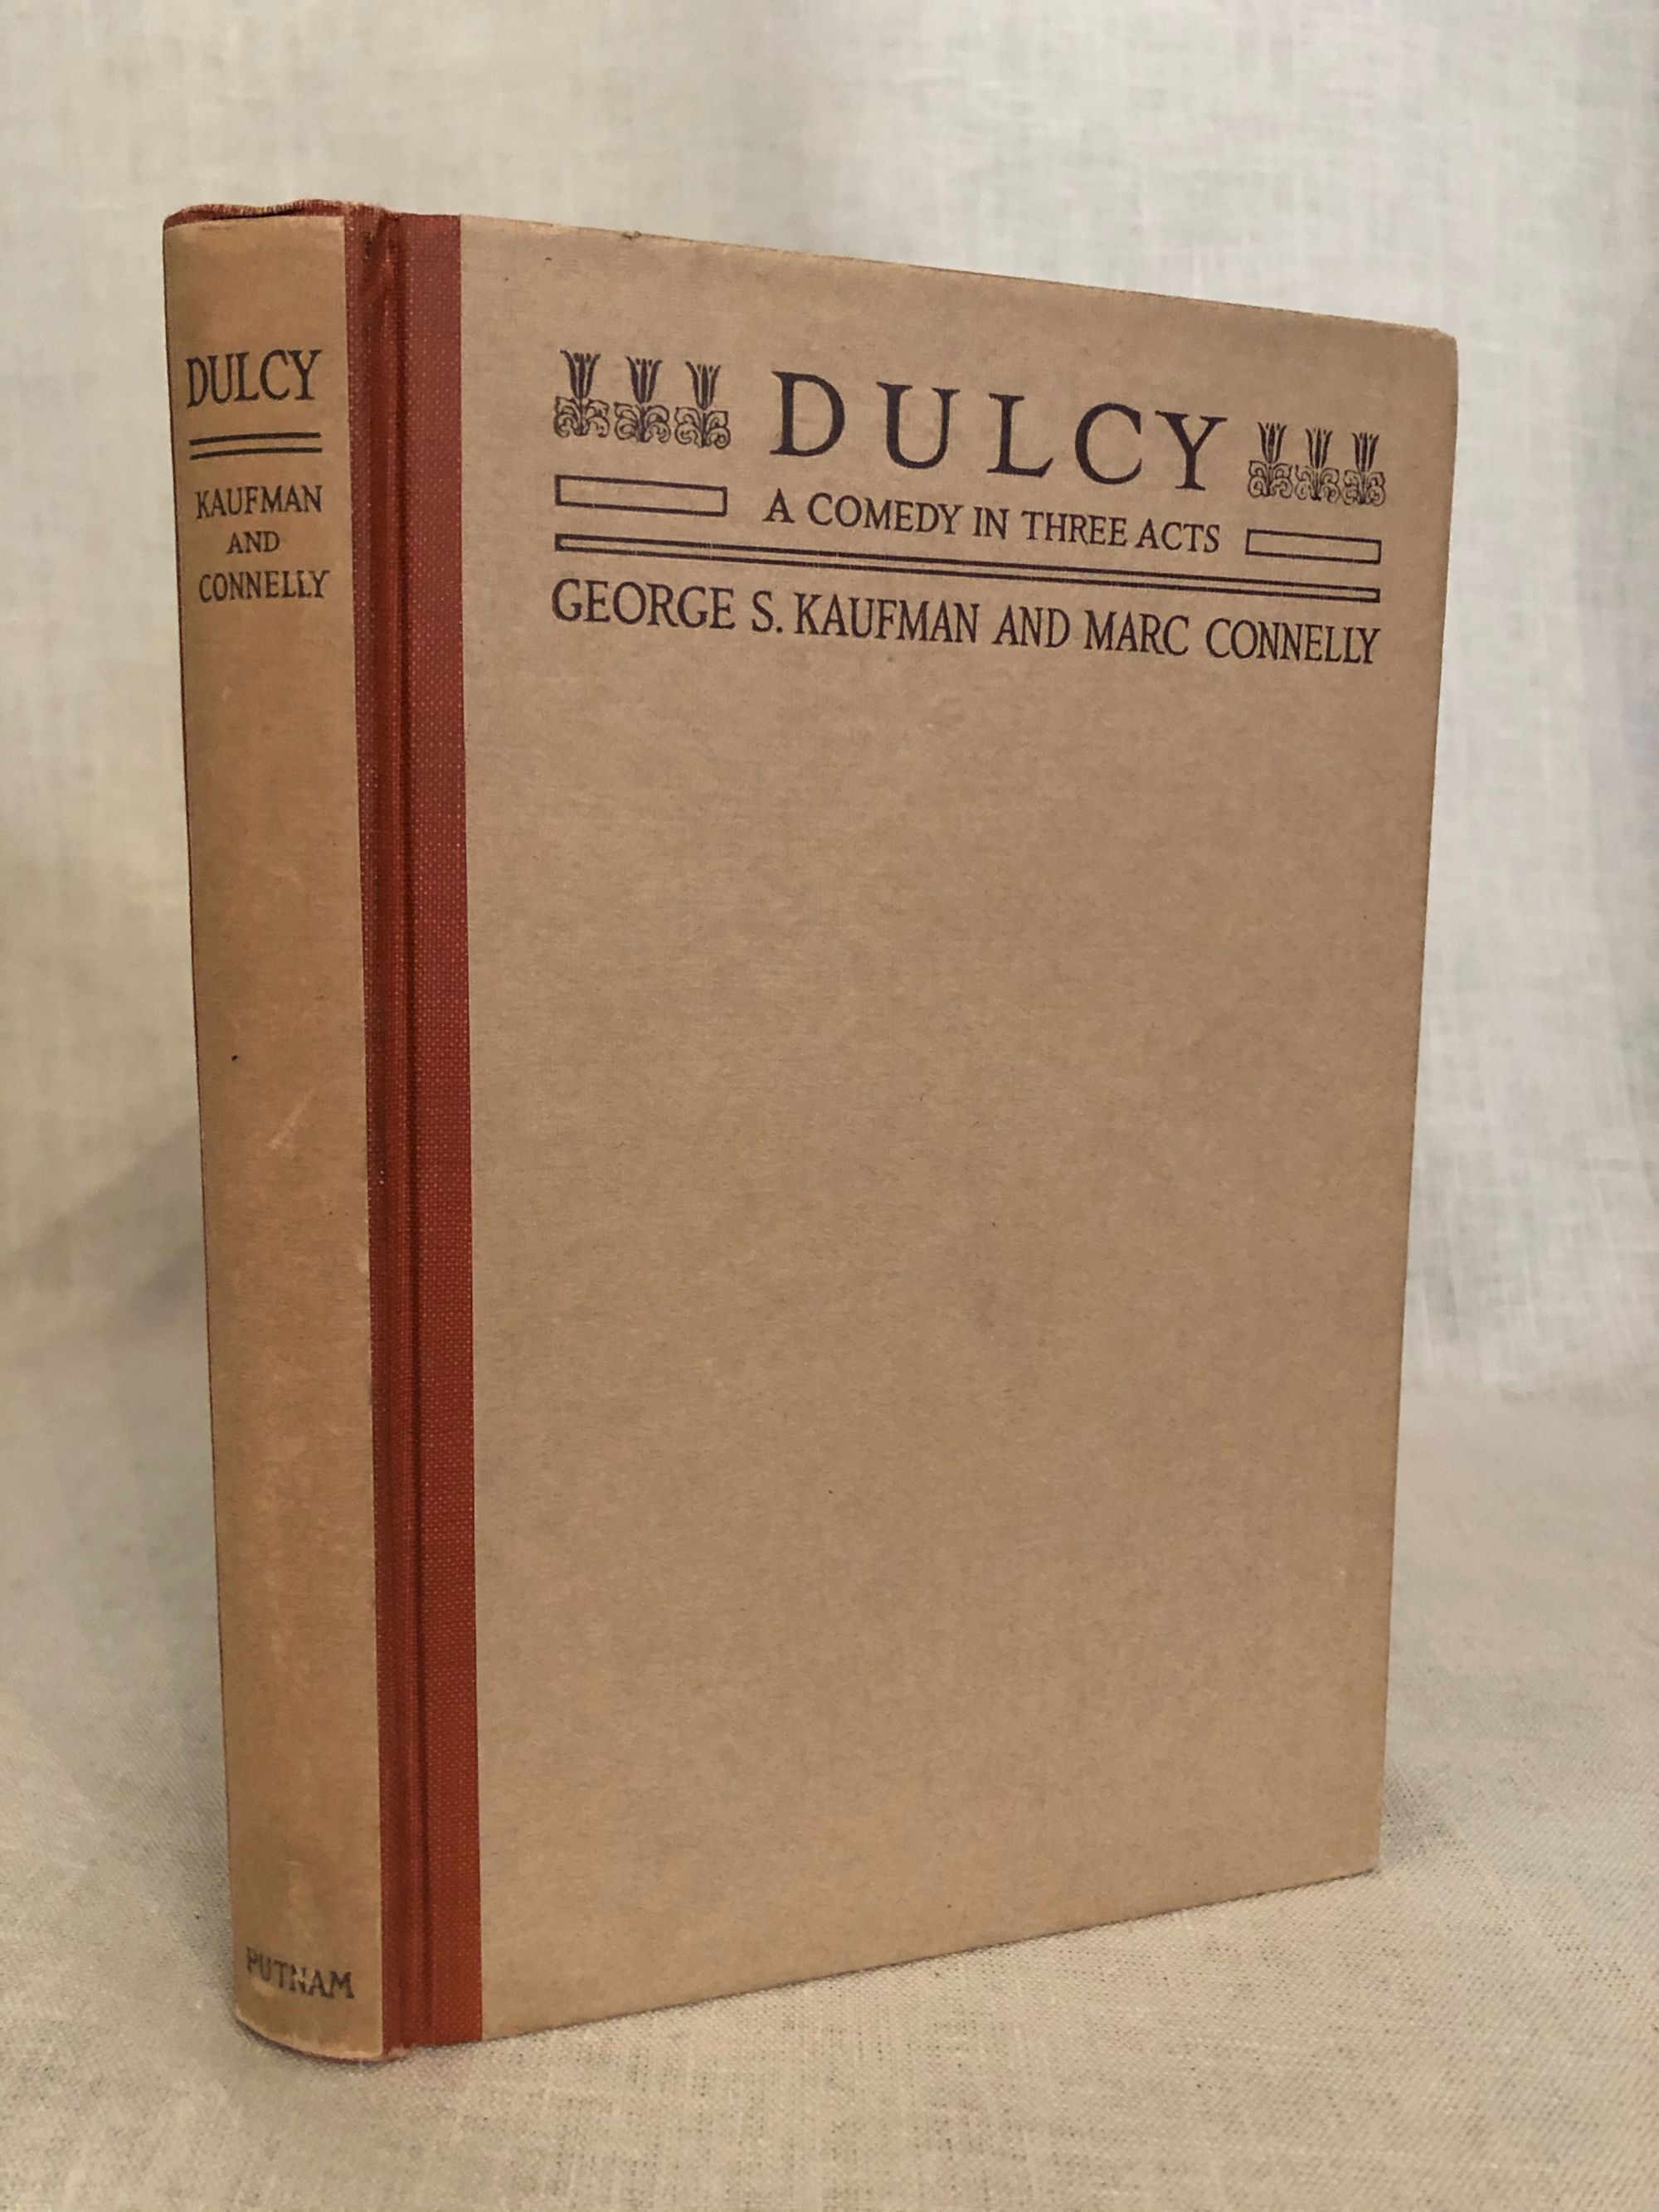 DULCY
KAUFMAN
AND
CONNELLY
PUTNAM
DULCY
A COMEDY IN THREE ACTS
GEORGE S. KAUFMAN AND MARC CONNELLY